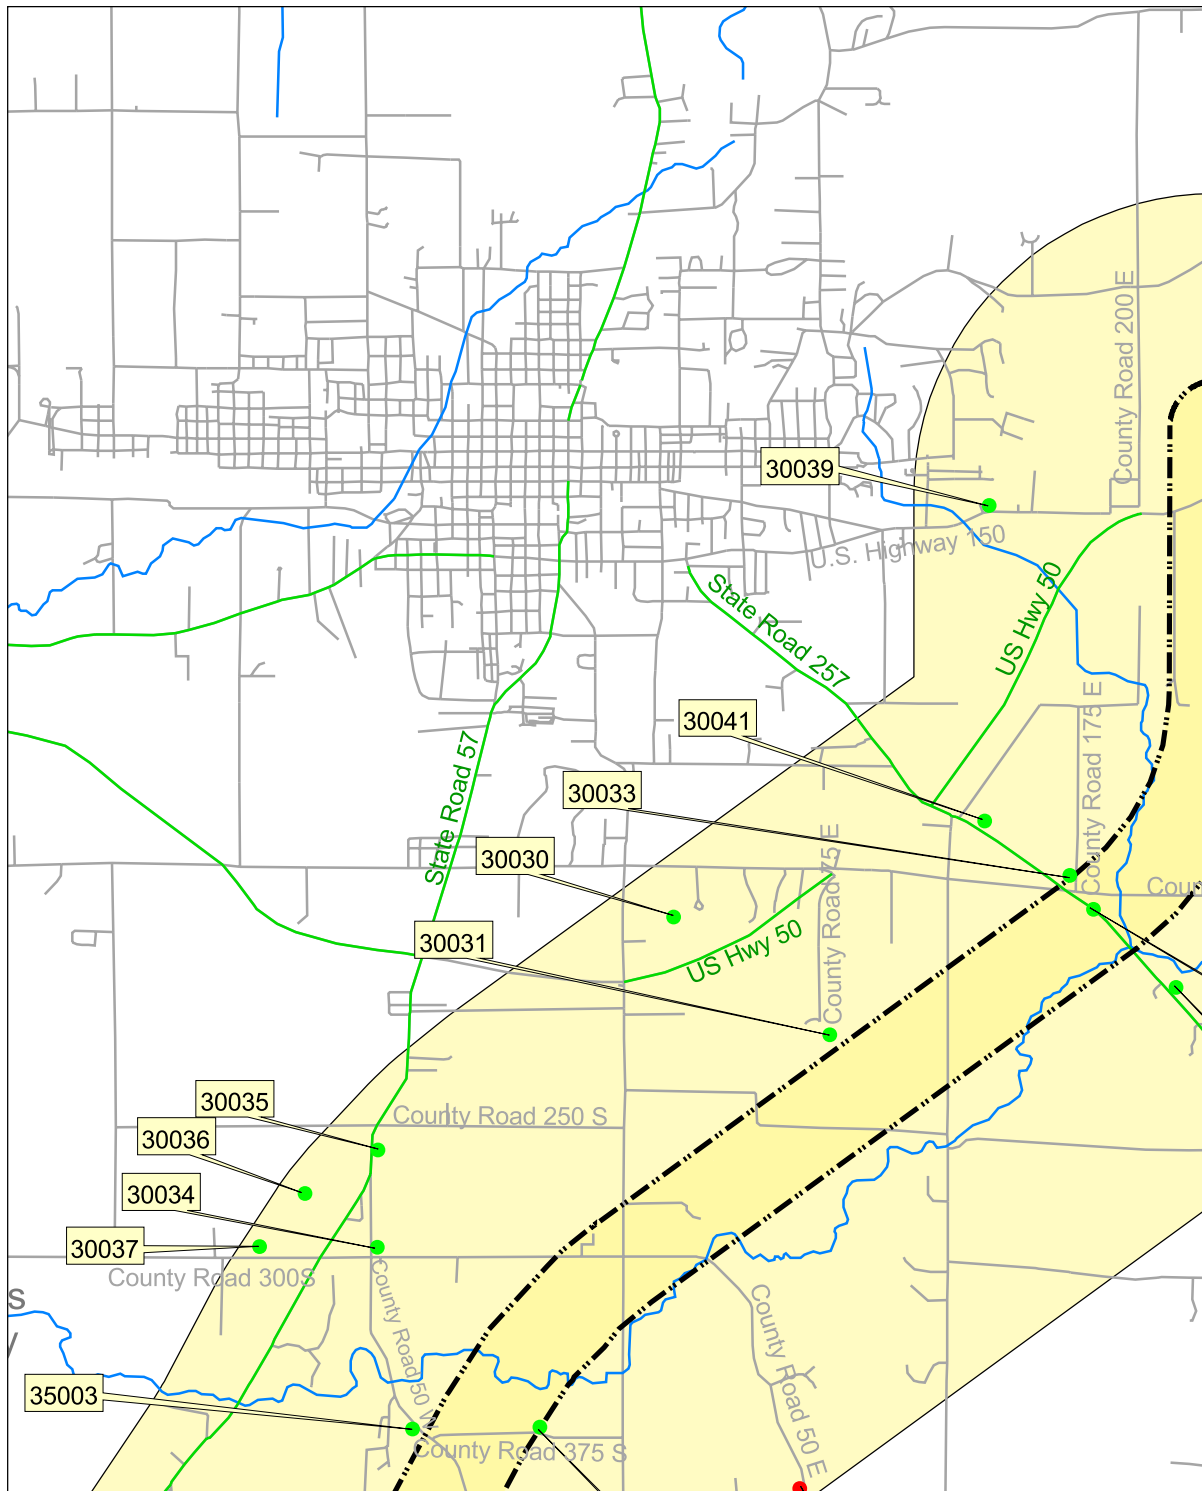 County Road 200 E
30039
U.S. Highway 150
US Hwy 50
State Road 257
30041
County Road 175 E
State Road 57
30033
30030
County Road 75 E
Coun
30031
US Hwy 50
30035
County Road 250 S
30036
30034
30037
County Road 300S
s
y
County Road 50 W
County Road 50 E
35003
County Road 375 S